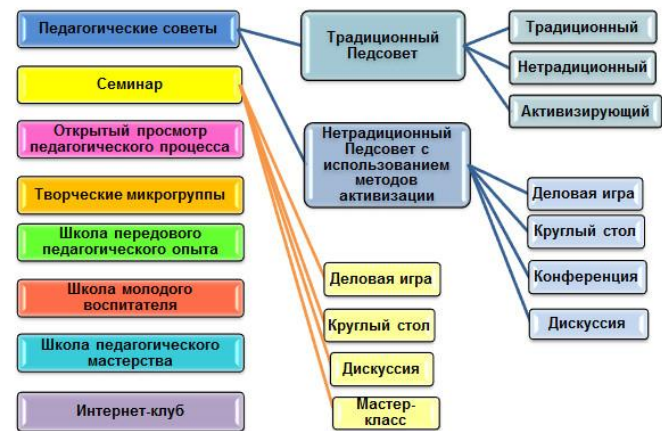 Педагогические советы
Семинар
Открытый просмотр
педагогического процесса
Творческие микрогруппы
Школа передового
педагогического опыта
Школа молодого
воспитателя
Школа педагогического
мастерства
Интернет-клуб
Традиционный
Педсовет
Нетрадиционный
Педсовет с
использованием
методов
активизации
Деловая игра
Круглый стол
Дискуссия
Мастер-
класс
Традиционный
Нетрадиционный
Активизирующий
Деловая игра
Круглый стол
Конференция
Дискуссия